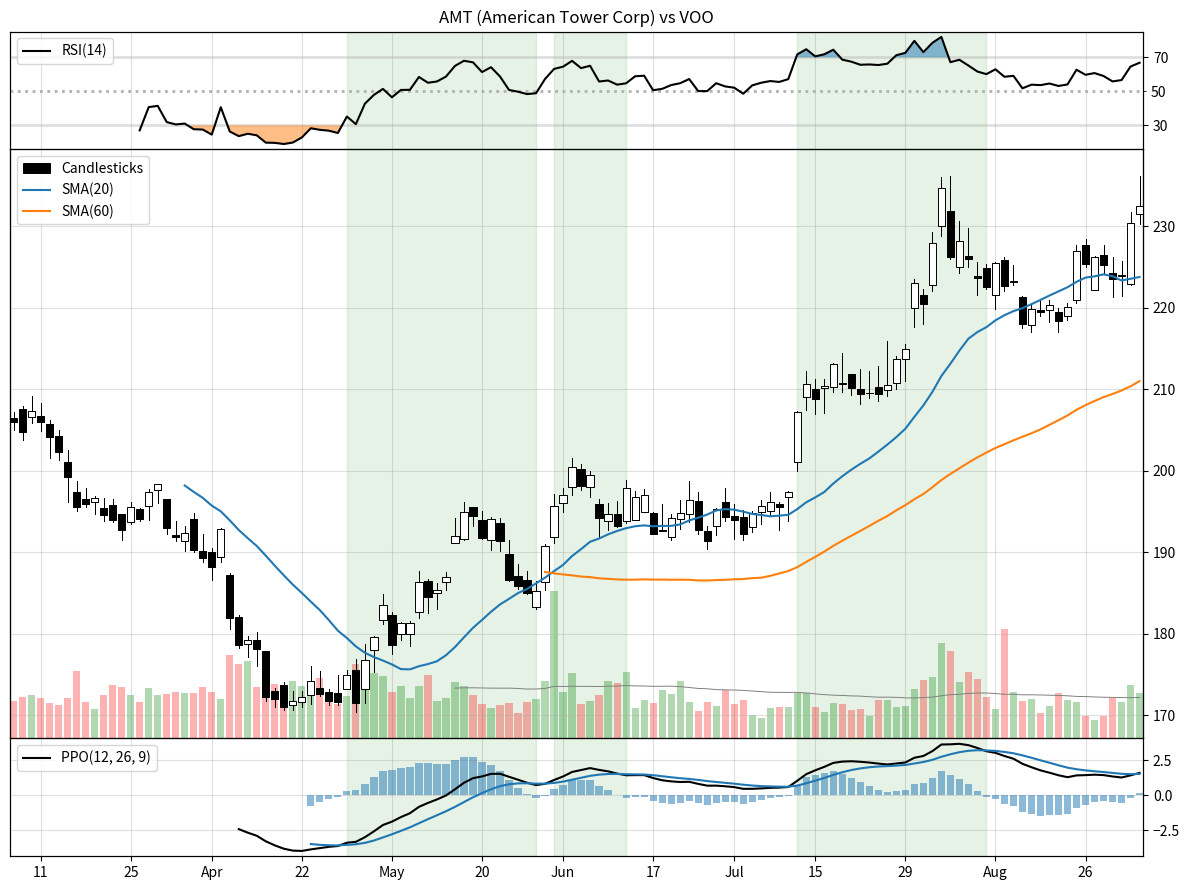 AMT (American Tower Corp) vs VOO
RSI(14)
70
50
30
Candlesticks
SMA(20)
SMA(60)
230
220
210
200
190
180
170
PPO(12, 26, 9)
2.5
0.0
−2.5
11 25 Apr 22 May 20 Jun 17 Jul 15 29 Aug 26